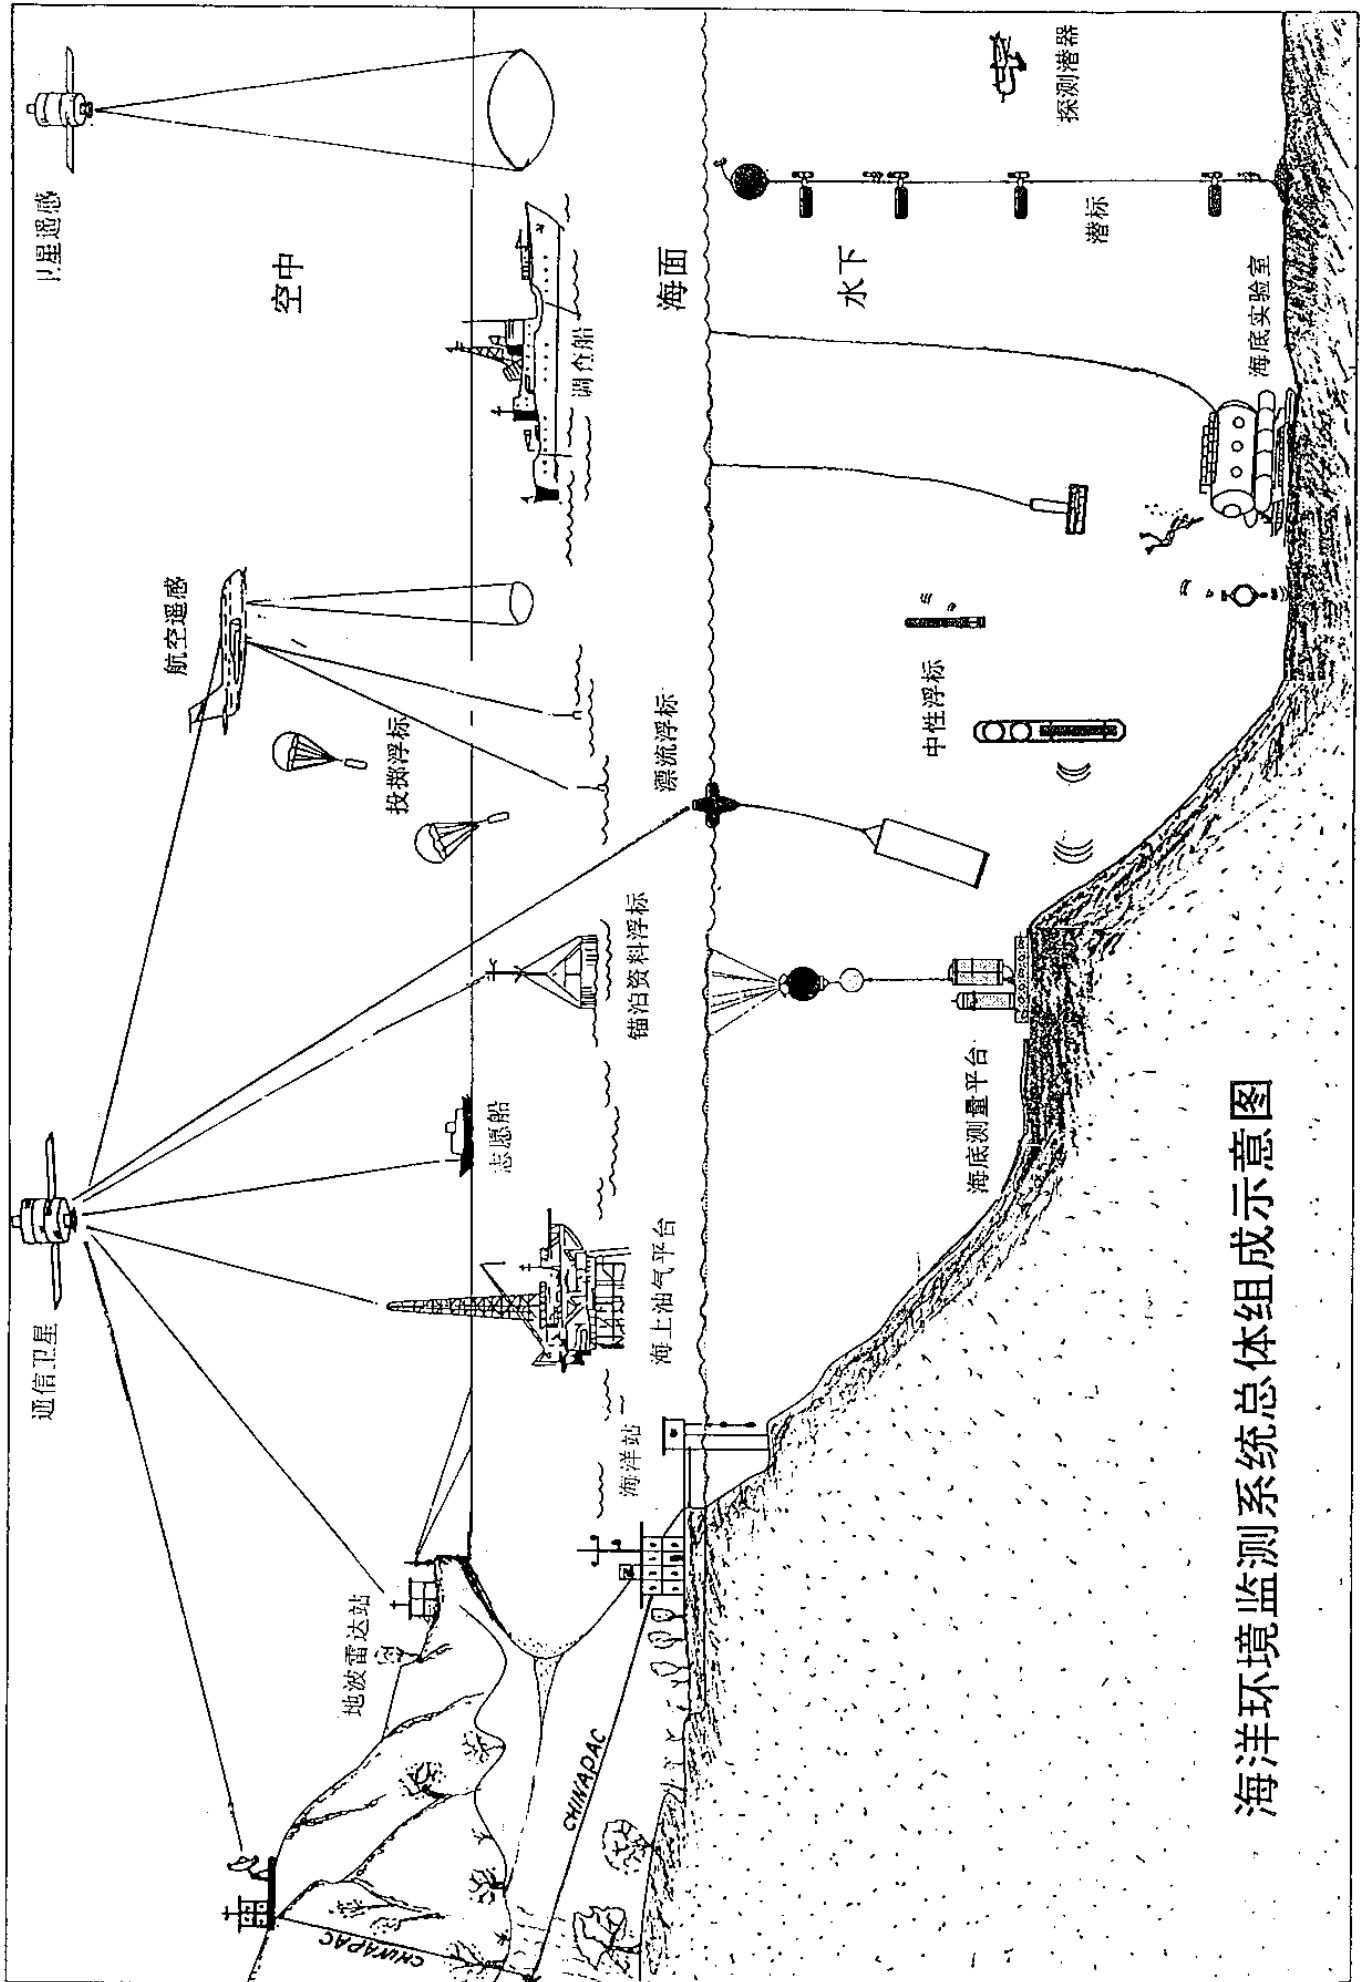 通信卫星
卫星遥感
航空遥感
空中
投掷浮标
地波雷达站
志愿船
调查船
海上油气平台
锚泊资料浮标
漂流浮标
海面
海洋站
CHINAPAC
CHINAPAC
水下
中性浮标
海底测量平台
探测潜器
潜标
海底实验室
海洋环境监测系统总体组成示意图